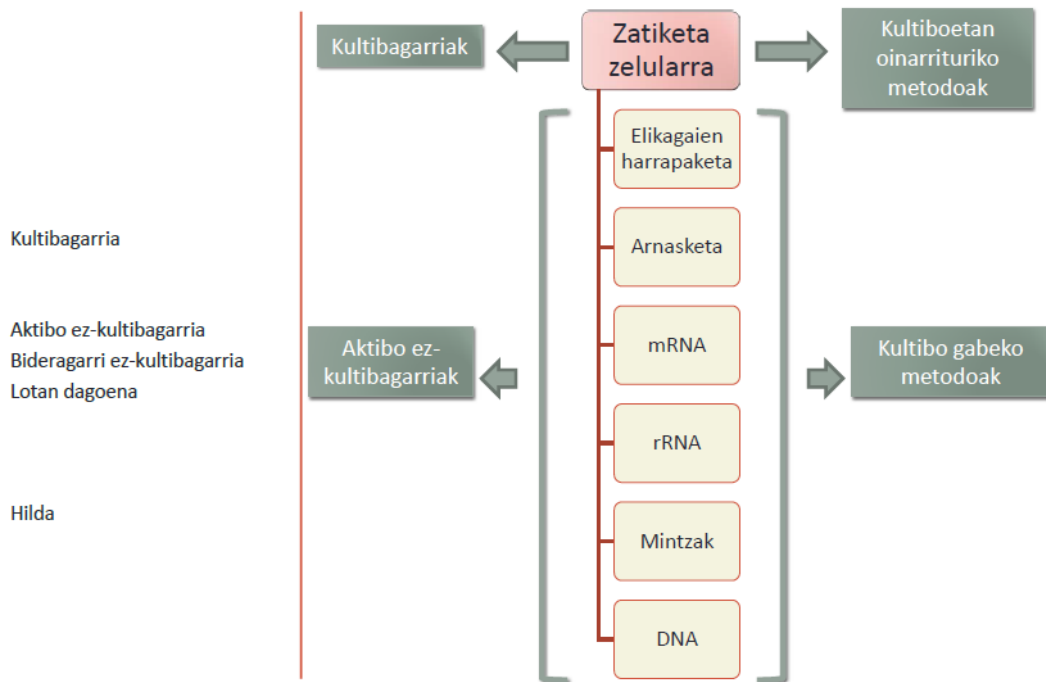 Kultibagarria
Aktibo ez-kultibagarria
Bideragarri ez-kultibagarria
Lotan dagoena
Hilda
Kultibagarriak
Zatiketa
zelularra
Kultiboetan
oinarrituriko
metodoak
Elikagaien
harrapaketa
Arnasketa
mRNA
rRNA
Mintzak
DNA
Aktibo ez-
kultibagarriak
Kultibo gabeko
metodoak